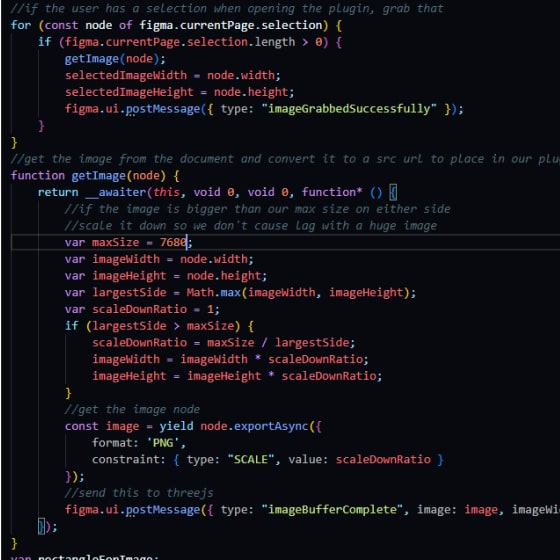 //if the user has a selection when opening the plugin, grab that
for (const node of figma.currentPage.selection) {
    if (figma.currentPage.selection.length > 0) {
        getImage(node);
        selectedImageWidth = node.width;
        selectedImageHeight = node.height;
        figma.ui.postMessage({ type: "imageGrabbedSuccessfully" });
    }
}
//get the image from the document and convert it to a src url to place in our plu
function getImage(node) {
    return __awaiter(this, void 0, void 0, function* () {
        //if the image is bigger than our max size on either side
        //scale it down so we don't cause lag with a huge image
        var maxSize = 7680;
        var imageWidth = node.width;
        var imageHeight = node.height;
        var largestSide = Math.max(imageWidth, imageHeight);
        var scaleDownRatio = 1;
        if (largestSide > maxSize) {
            scaleDownRatio = maxSize / largestSide;
            imageWidth = imageWidth * scaleDownRatio;
            imageHeight = imageHeight * scaleDownRatio;
        }
        //get the image node
        const image = yield node.exportAsync({
            format: 'PNG',
            constraint: { type: "SCALE", value: scaleDownRatio }
        });
        //send this to threejs
        figma.ui.postMessage({ type: "imageBufferComplete", image: image, imageWi
    });
}
var rectangleForImage;